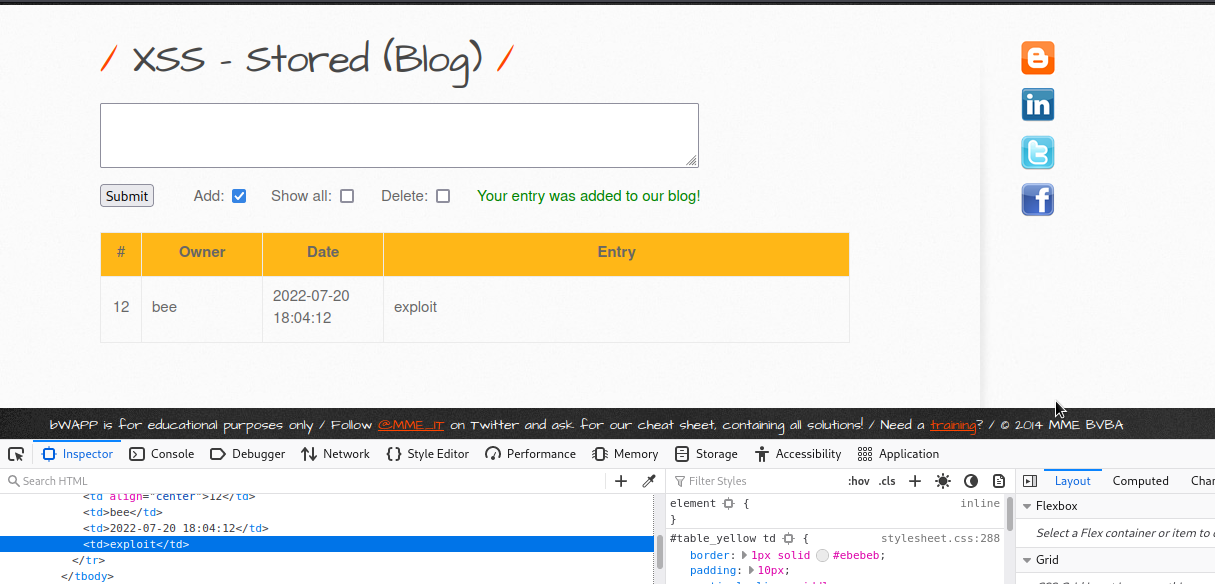 / XSS - Stored (Blog) /
Submit Add: Show all: Delete: Your entry was added to our blog!
# Owner Date Entry
12 bee 2022-07-20 18:04:12 exploit
bWAPP is for educational purposes only / Follow @MME_IT on Twitter and ask for our cheat sheet, containing all solutions! / Need a training? / © 2014 MME BVBA
Inspector Console Debugger Network Style Editor Performance Memory Storage Accessibility Application
Search HTML
<td align="center">12</td>
<td>bee</td>
<td>2022-07-20 18:04:12</td>
<td>exploit</td>
</tr>
</tbody>
Filter Styles :hov .cls
element { inline
}
#table_yellow td { stylesheet.css:288
border: 1px solid #ebebeb;
padding: 10px;
Layout Computed
Flexbox
Select a Flex container or item to
Grid